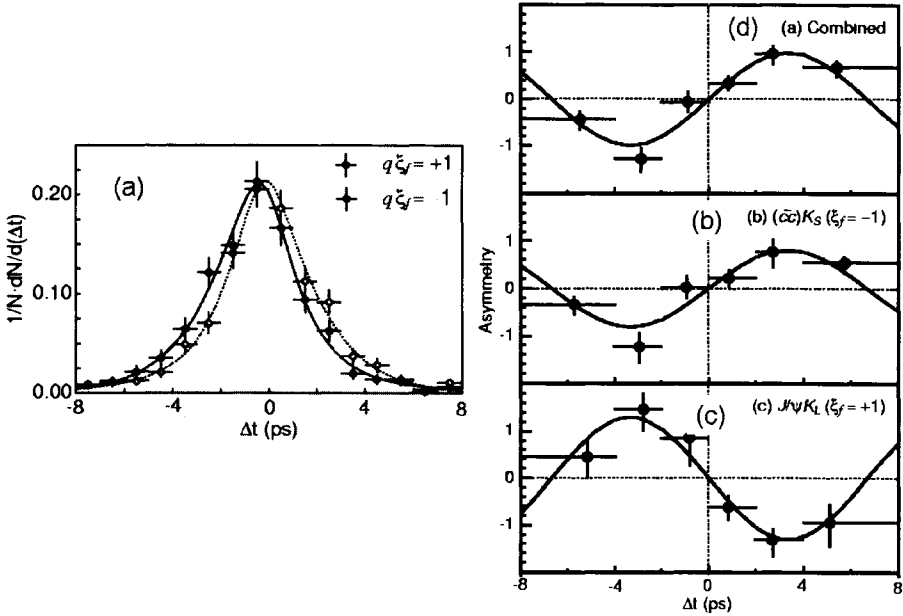 (a)
qξf = +1
qξf = 1
1/N·dN/d(Δt)
0.20
0.10
0.00
-8 -4 0 4 8
Δt (ps)
(d) (a) Combined
1
0
-1
(b) (b) (c̄c)KS (ξf = −1)
1
0
-1
Asymmetry
(c) (c) J/ψKL (ξf = +1)
1
0
-1
-8 -4 0 4 8
Δt (ps)